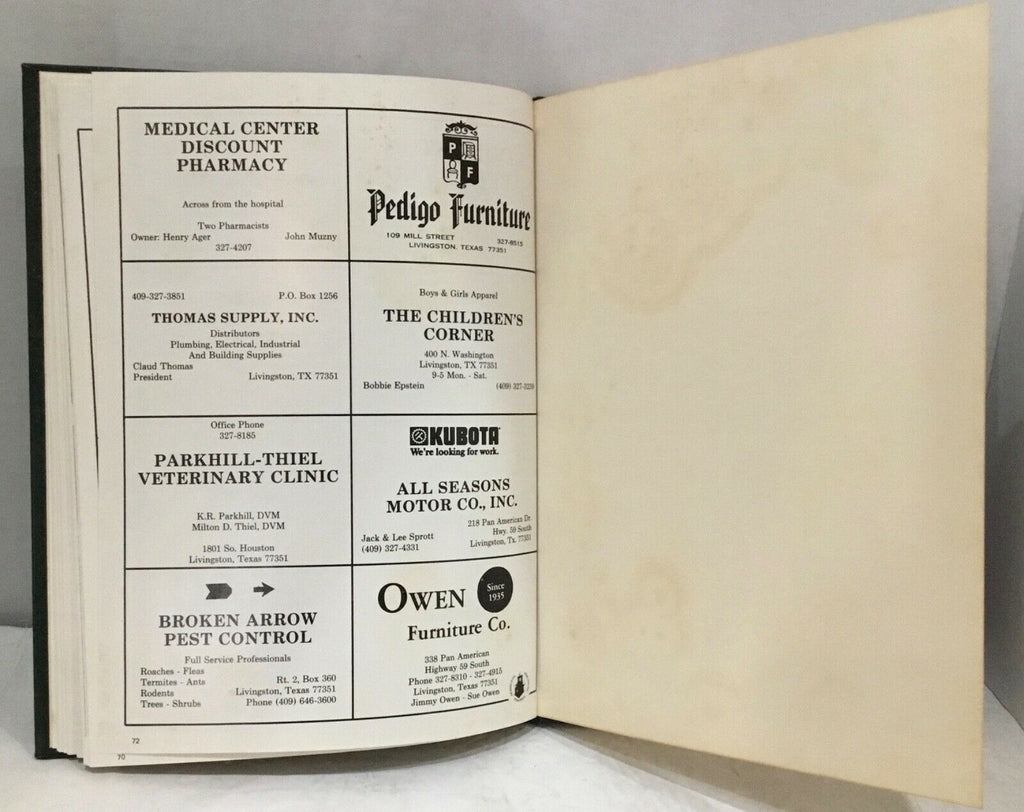 MEDICAL CENTER
DISCOUNT
PHARMACY
Across from the hospital
Two Pharmacists
Owner: Henry Ager John Muzny
327-4207
P
F
Pedigo Furniture
109 MILL STREET 327-8515
LIVINGSTON, TEXAS 77351
409-327-3851 P.O. Box 1256
THOMAS SUPPLY, INC.
Distributors
Plumbing, Electrical, Industrial
And Building Supplies
Claud Thomas
President Livingston, TX 77351
Boys & Girls Apparel
THE CHILDREN'S
CORNER
400 N. Washington
Livingston, TX 77351
9-5 Mon. - Sat.
Bobbie Epstein (409)
Office Phone
327-8185
PARKHILL-THIEL
VETERINARY CLINIC
K.R. Parkhill, DVM
Milton D. Thiel, DVM
1801 So. Houston
Livingston, Texas 77351
KUBOTA
We're looking for work.
ALL SEASONS
MOTOR CO., INC.
218 Pan American Dr.
Hwy. 59 South
Jack & Lee Sprott
(409) 327-4331 Livingston, Tx. 77351
BROKEN ARROW
PEST CONTROL
Full Service Professionals
Roaches - Fleas
Termites - Ants Rt. 2, Box 360
Rodents Livingston, Texas 77351
Trees - Shrubs Phone (409) 646-3600
OWEN
Since
1935
Furniture Co.
338 Pan American
Highway 59 South
Phone 327-8310 - 327-4915
Livingston, Texas 77351
Jimmy Owen - Sue Owen
72
70